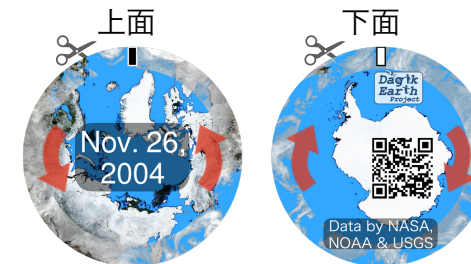 上面
下面
Nov. 26,
2004
Dagik
Earth
Project
Data by NASA,
NOAA & USGS